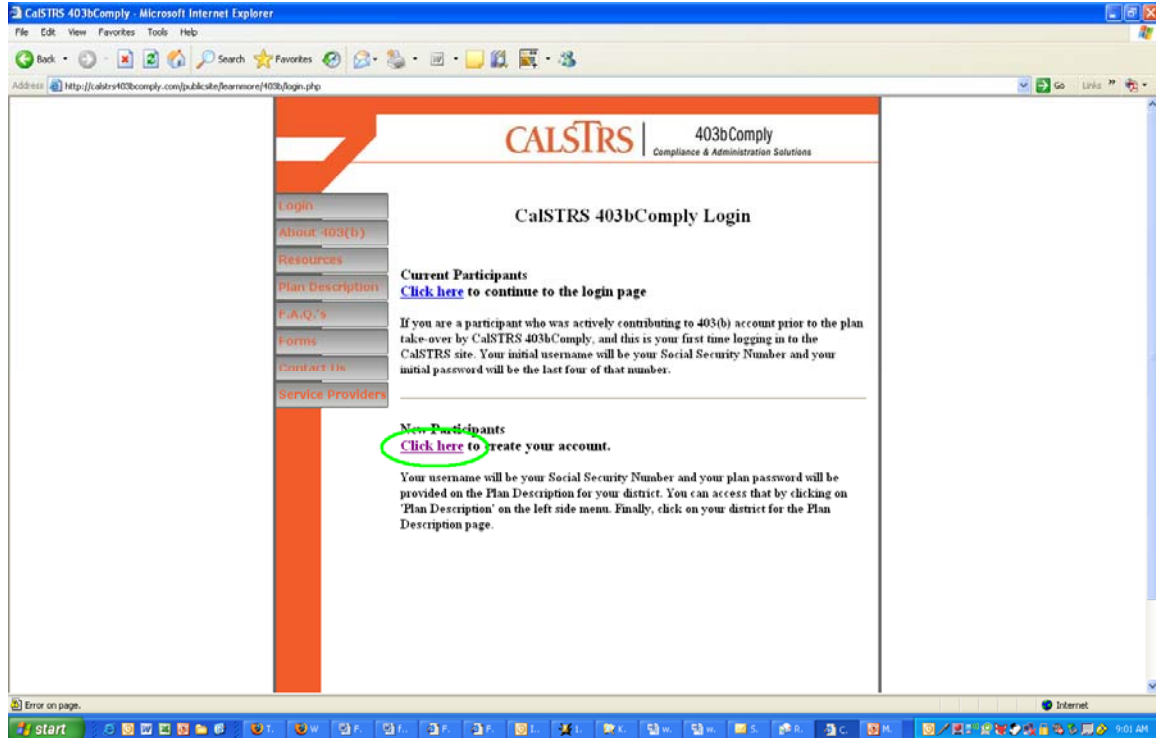 CalSTRS 403bComply - Microsoft Internet Explorer
File Edit View Favorites Tools Help
Back Search Favorites
Address http://calstrs403bcomply.com/publicsite/learnmore/403b/login.php Go Links »
CALSTRS 403bComply
Compliance & Administration Solutions
Login
About 403(b)
Resources
Plan Description
F.A.Q.'s
Forms
Contact Us
Service Providers
CalSTRS 403bComply Login
Current Participants
Click here to continue to the login page
If you are a participant who was actively contributing to 403(b) account prior to the plan
take-over by CalSTRS 403bComply, and this is your first time logging in to the
CalSTRS site. Your initial username will be your Social Security Number and your
initial password will be the last four of that number.
New Participants
Click here to create your account.
Your username will be your Social Security Number and your plan password will be
provided on the Plan Description for your district. You can access that by clicking on
'Plan Description' on the left side menu. Finally, click on your district for the Plan
Description page.
Error on page. Internet
start T. W F. f.. F. F. I.. 1. K. w. w. S. R. C. M. 9:01 AM